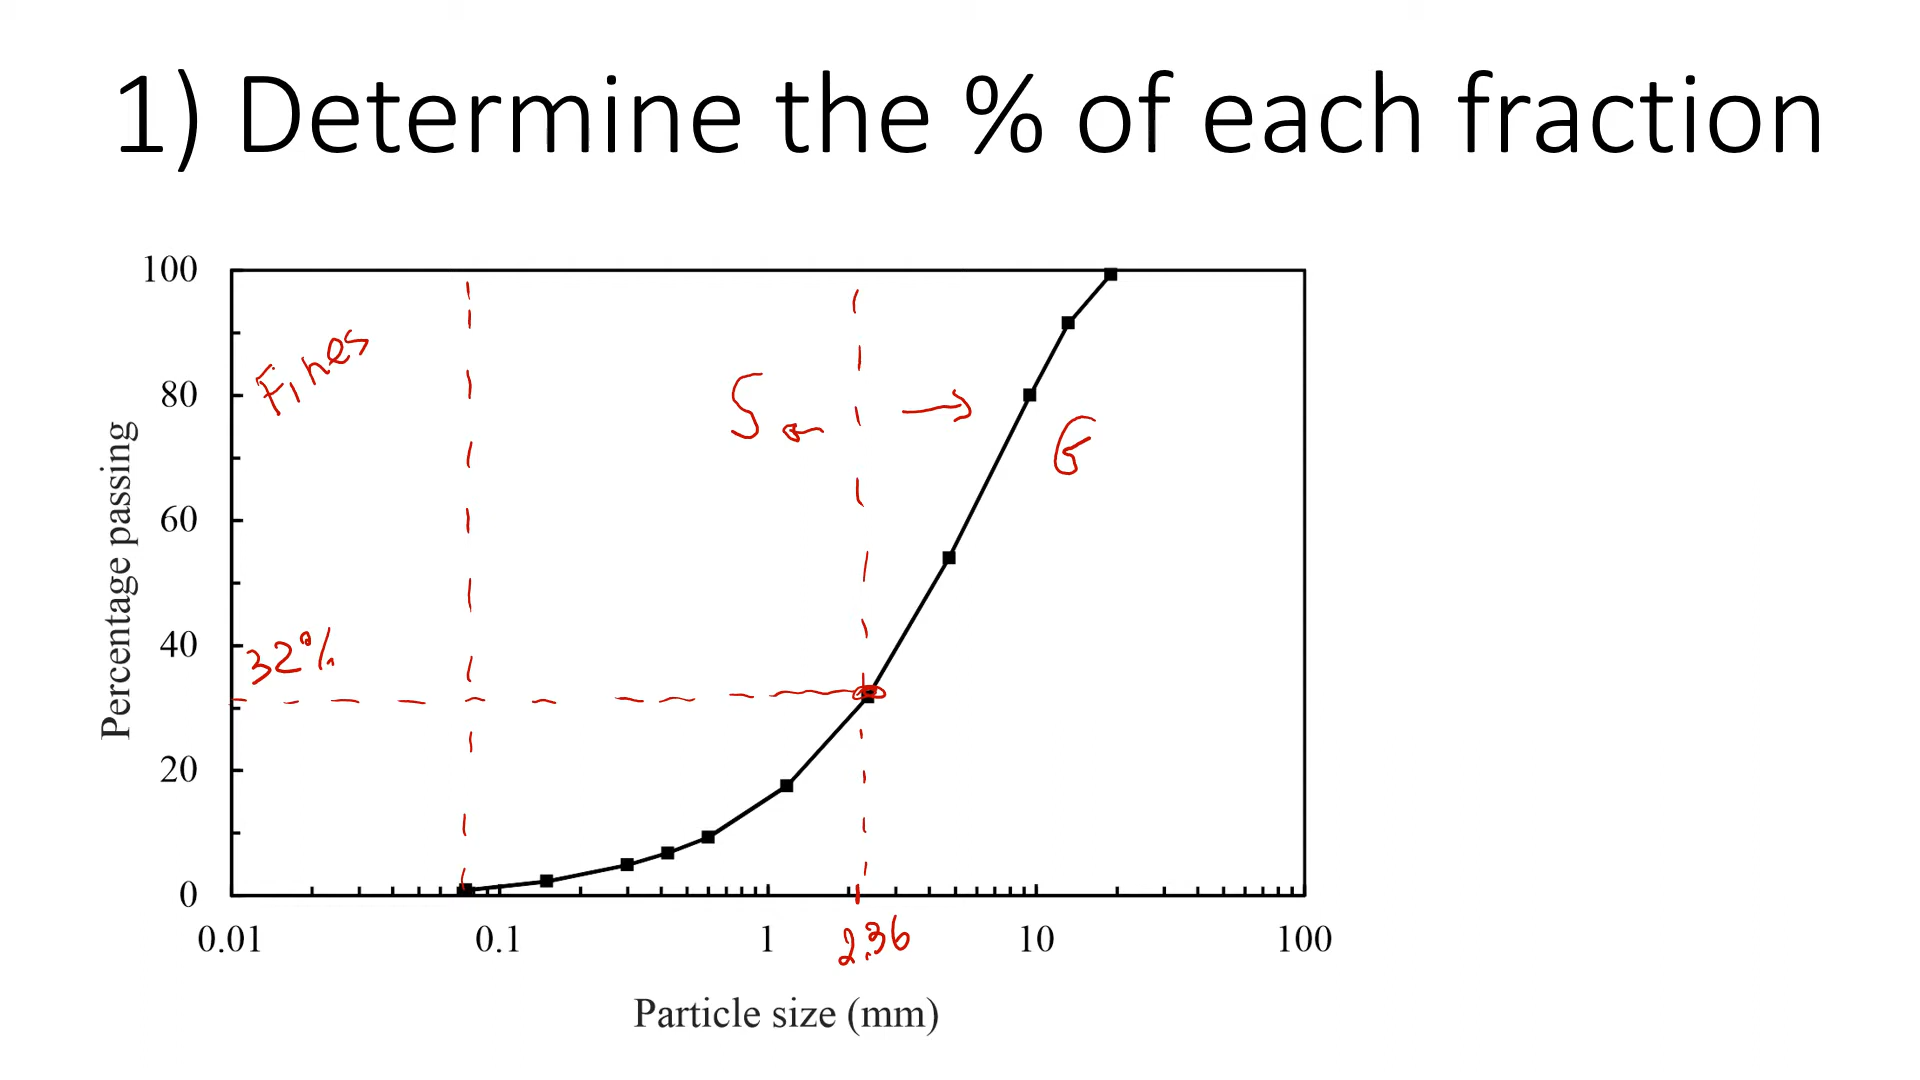 1) Determine the % of each fraction
100
80
60
40
20
0
Percentage passing
Fines
S
G
32%
0.01 0.1 1 10 100
2.36
Particle size (mm)